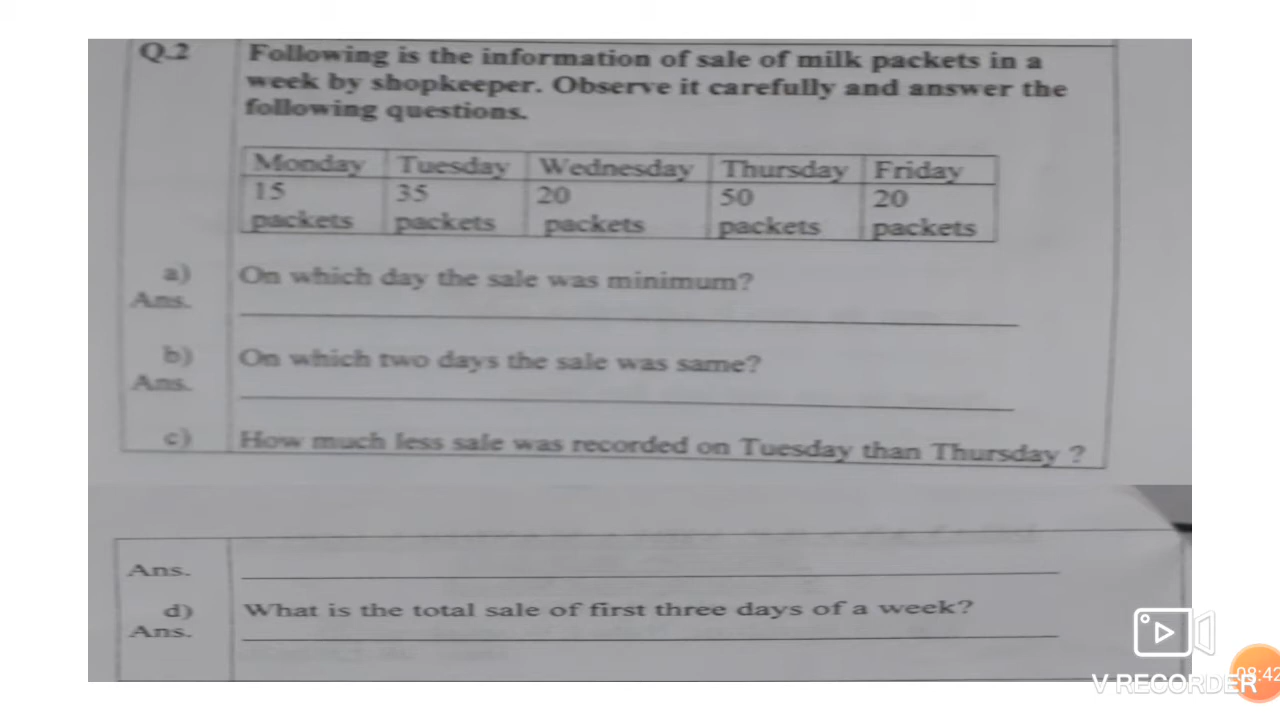 Q.2 Following is the information of sale of milk packets in a
week by shopkeeper. Observe it carefully and answer the
following questions.
Monday Tuesday Wednesday Thursday Friday
15 35 20 50 20
packets packets packets packets packets
a) On which day the sale was minimum?
Ans.
b) On which two days the sale was same?
Ans.
c) How much less sale was recorded on Tuesday than Thursday ?
Ans.
d) What is the total sale of first three days of a week?
Ans.
V RECORDER
08:42